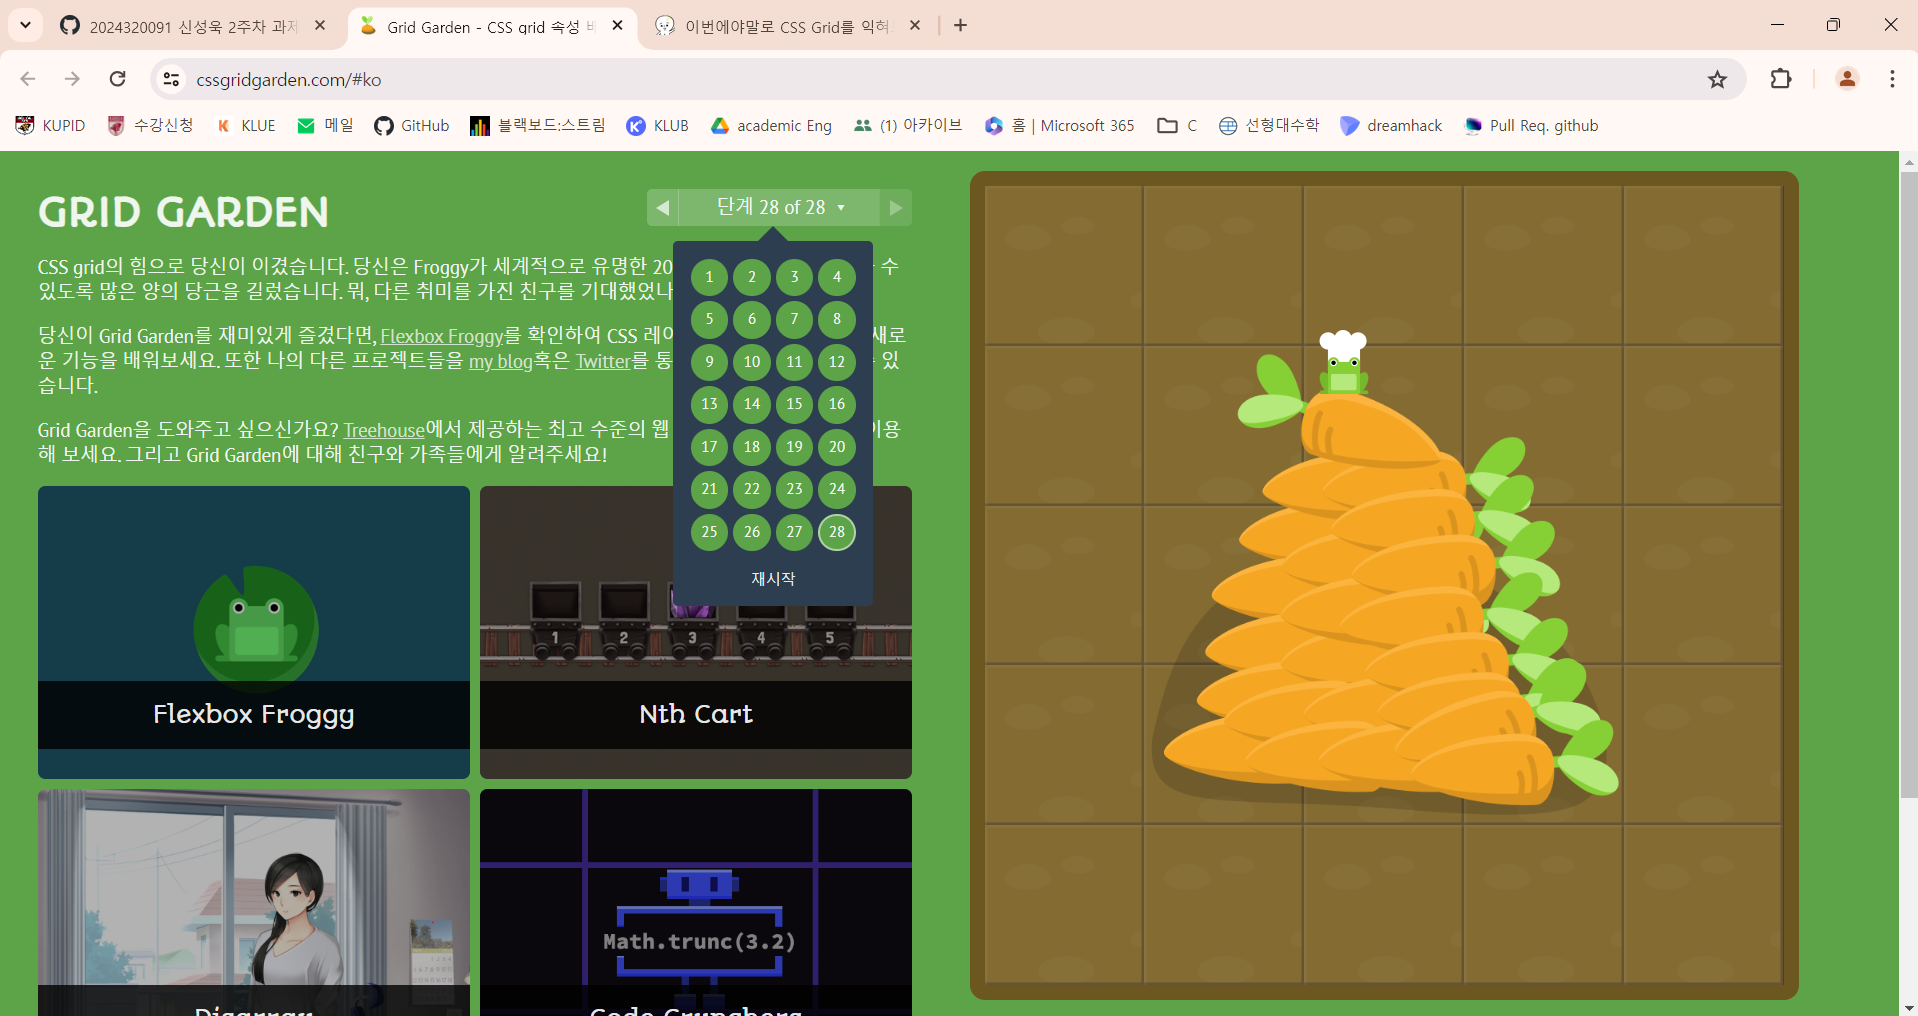 2024320091 신성욱 2주차 과제
Grid Garden - CSS grid 속성
이번에야말로 CSS Grid를 익혀
cssgridgarden.com/#ko
KUPID
수강신청
KLUE
메일
GitHub
블랙보드:스트림
KLUB
academic Eng
(1) 아카이브
홈 | Microsoft 365
C
선형대수학
dreamhack
Pull Req. github
GRID GARDEN
단계 28 of 28
CSS grid의 힘으로 당신이 이겼습니다. 당신은 Froggy가 세계적으로 유명한 20 수
있도록 많은 양의 당근을 길렀습니다. 뭐, 다른 취미를 가진 친구를 기대했었나
당신이 Grid Garden를 재미있게 즐겼다면, Flexbox Froggy를 확인하여 CSS 레이 새로
운 기능을 배워보세요. 또한 나의 다른 프로젝트들을 my blog혹은 Twitter를 통 있
습니다.
Grid Garden을 도와주고 싶으신가요? Treehouse에서 제공하는 최고 수준의 웹 이용
해 보세요. 그리고 Grid Garden에 대해 친구와 가족들에게 알려주세요!
1 2 3 4
5 6 7 8
9 10 11 12
13 14 15 16
17 18 19 20
21 22 23 24
25 26 27 28
재시작
1 2 3 4 5
Flexbox Froggy
Nth Cart
Math.trunc(3.2)
Disarray
Code Crunchers